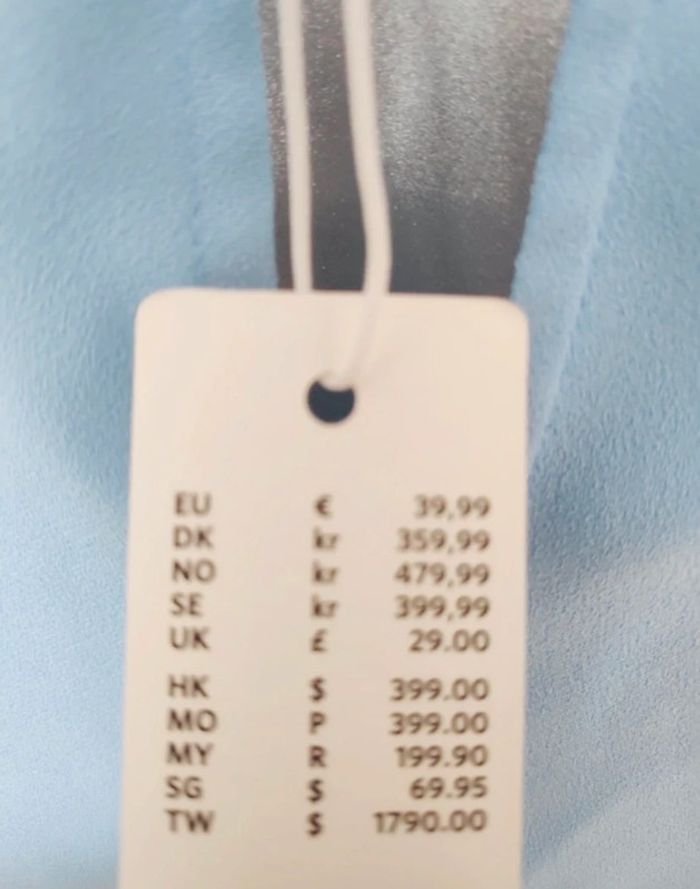 EU € 39,99
DK kr 359,99
NO kr 479,99
SE kr 399,99
UK £ 29.00
HK $ 399.00
MO P 399.00
MY R 199.90
SG $ 69.95
TW $ 1790.00